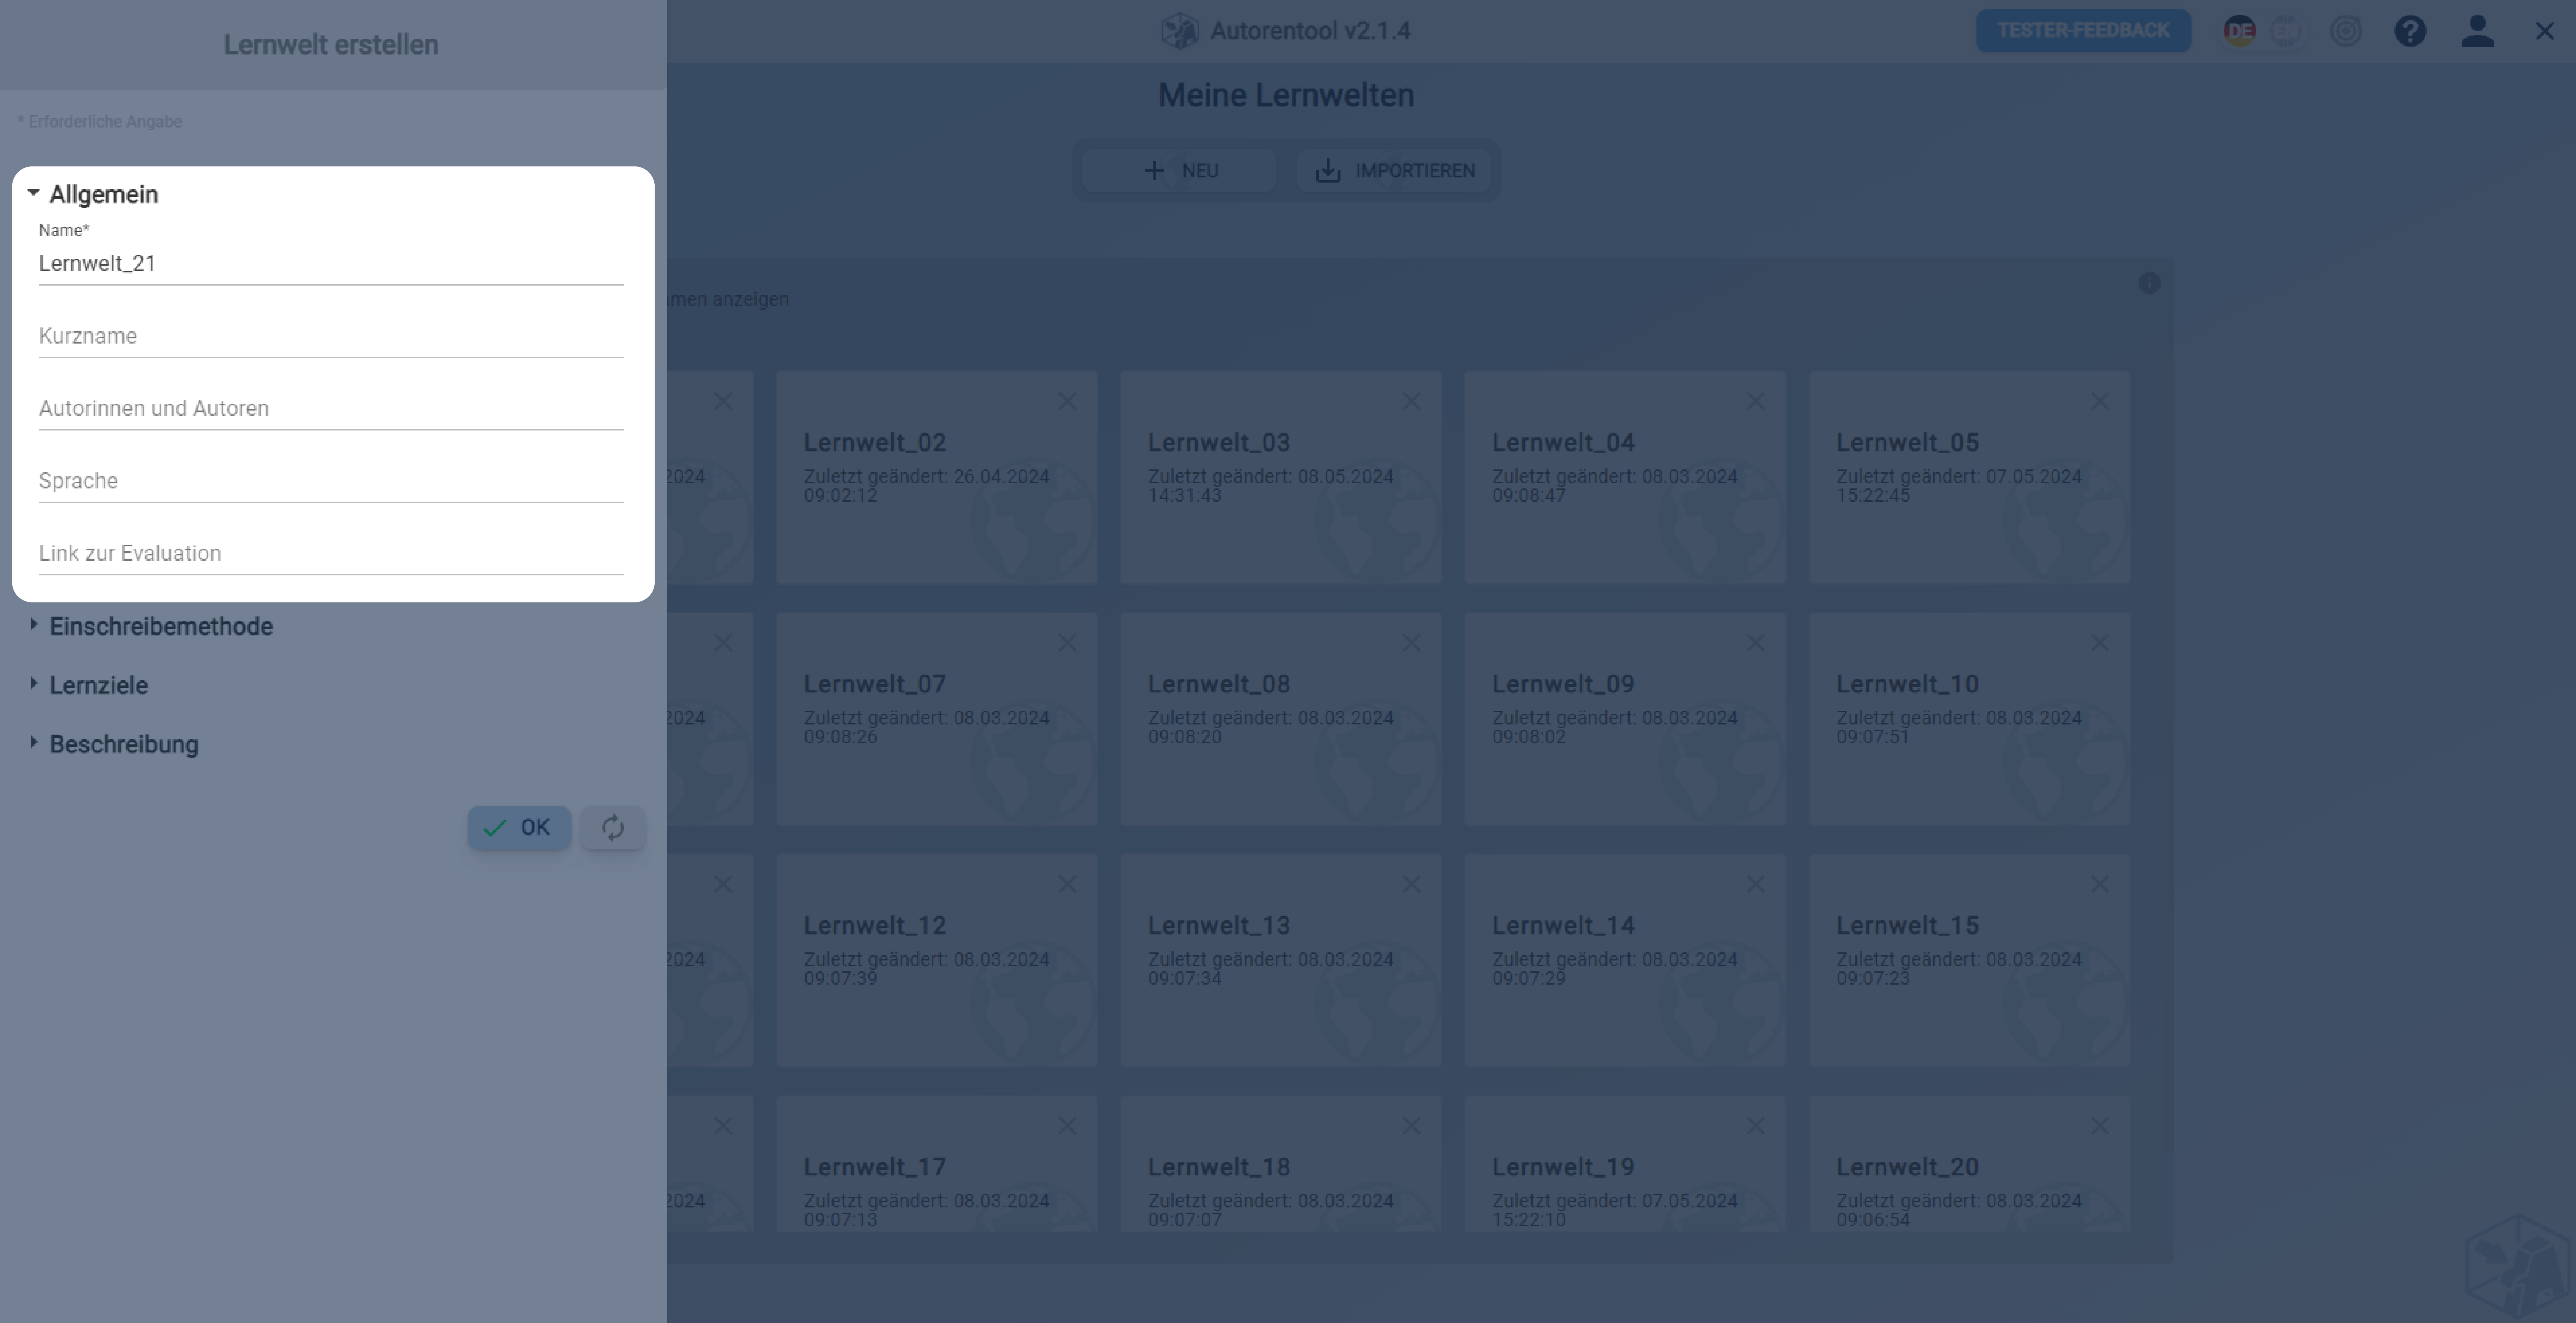 Lernwelt erstellen
* Erforderliche Angabe
Allgemein
Name*
Lernwelt_21
Kurzname
Autorinnen und Autoren
Sprache
Link zur Evaluation
Einschreibemethode
Lernziele
Beschreibung
OK
Autorentool v2.1.4
TESTER-FEEDBACK
DE
EN
Meine Lernwelten
NEU
IMPORTIEREN
anzeigen
2024
Lernwelt_02
Zuletzt geändert: 26.04.2024
09:02:12
Lernwelt_03
Zuletzt geändert: 08.05.2024
14:31:43
Lernwelt_04
Zuletzt geändert: 08.03.2024
09:08:47
Lernwelt_05
Zuletzt geändert: 07.05.2024
15:22:45
2024
Lernwelt_07
Zuletzt geändert: 08.03.2024
09:08:26
Lernwelt_08
Zuletzt geändert: 08.03.2024
09:08:20
Lernwelt_09
Zuletzt geändert: 08.03.2024
09:08:02
Lernwelt_10
Zuletzt geändert: 08.03.2024
09:07:51
2024
Lernwelt_12
Zuletzt geändert: 08.03.2024
09:07:39
Lernwelt_13
Zuletzt geändert: 08.03.2024
09:07:34
Lernwelt_14
Zuletzt geändert: 08.03.2024
09:07:29
Lernwelt_15
Zuletzt geändert: 08.03.2024
09:07:23
2024
Lernwelt_17
Zuletzt geändert: 08.03.2024
09:07:13
Lernwelt_18
Zuletzt geändert: 08.03.2024
09:07:07
Lernwelt_19
Zuletzt geändert: 07.05.2024
15:22:10
Lernwelt_20
Zuletzt geändert: 08.03.2024
09:06:54